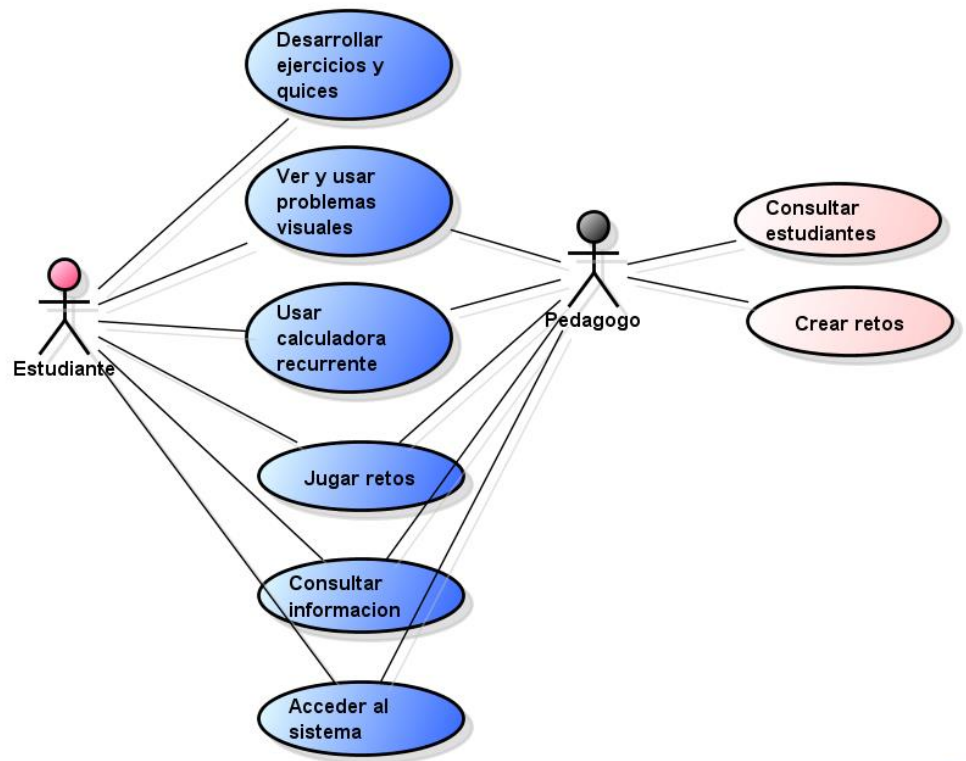 Desarrollar
ejercicios y
quices
Ver y usar
problemas
visuales
Consultar
estudiantes
Usar
calculadora
recurrente
Pedagogo
Crear retos
Estudiante
Jugar retos
Consultar
informacion
Acceder al
sistema